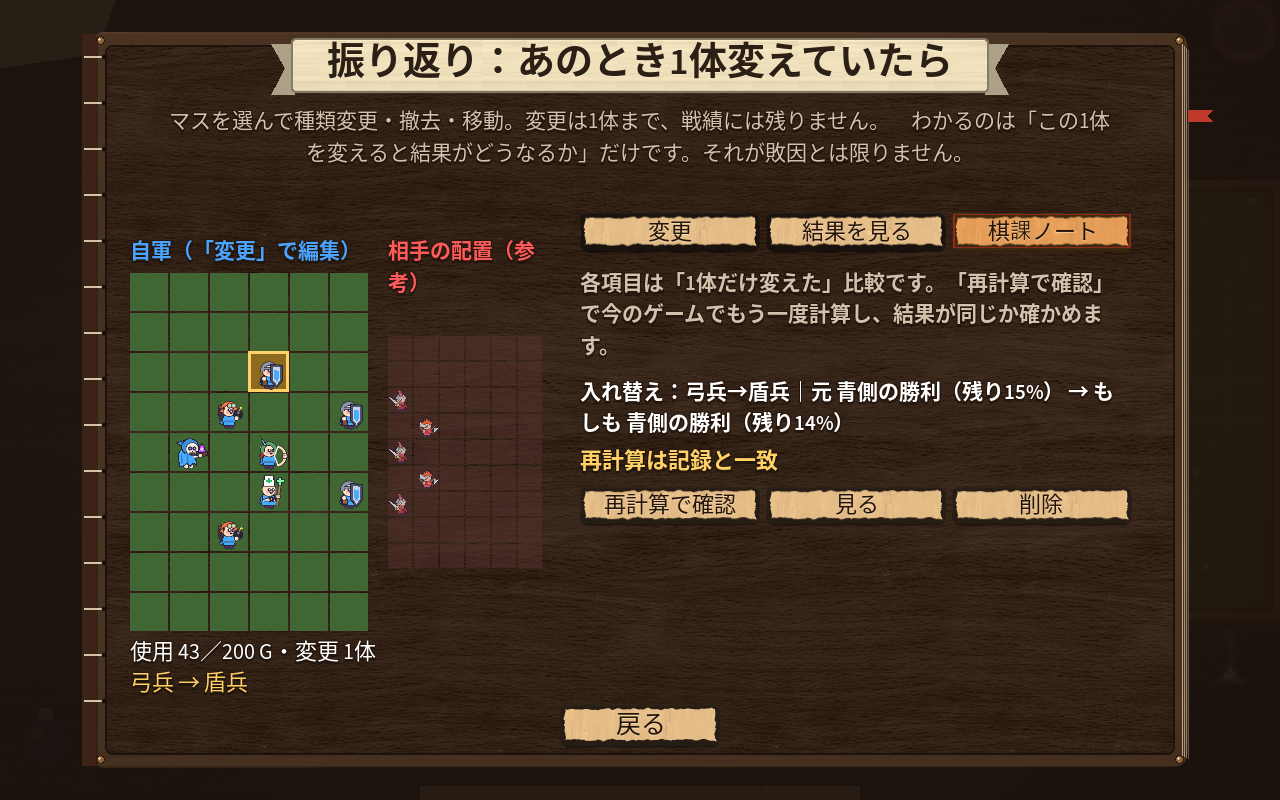 振り返り：あのとき1体変えていたら
マスを選んで種類変更・撤去・移動。変更は1体まで、戦績には残りません。　わかるのは「この1体
を変えると結果がどうなるか」だけです。それが敗因とは限りません。
自軍（「変更」で編集）
相手の配置（参
考）
変更
結果を見る
棋課ノート
各項目は「1体だけ変えた」比較です。「再計算で確認」
で今のゲームでもう一度計算し、結果が同じか確かめま
す。
入れ替え：弓兵→盾兵｜元 青側の勝利（残り15%） → も
しも 青側の勝利（残り14%）
再計算は記録と一致
再計算で確認
見る
削除
使用 43／200 G・変更 1体
弓兵 → 盾兵
戻る